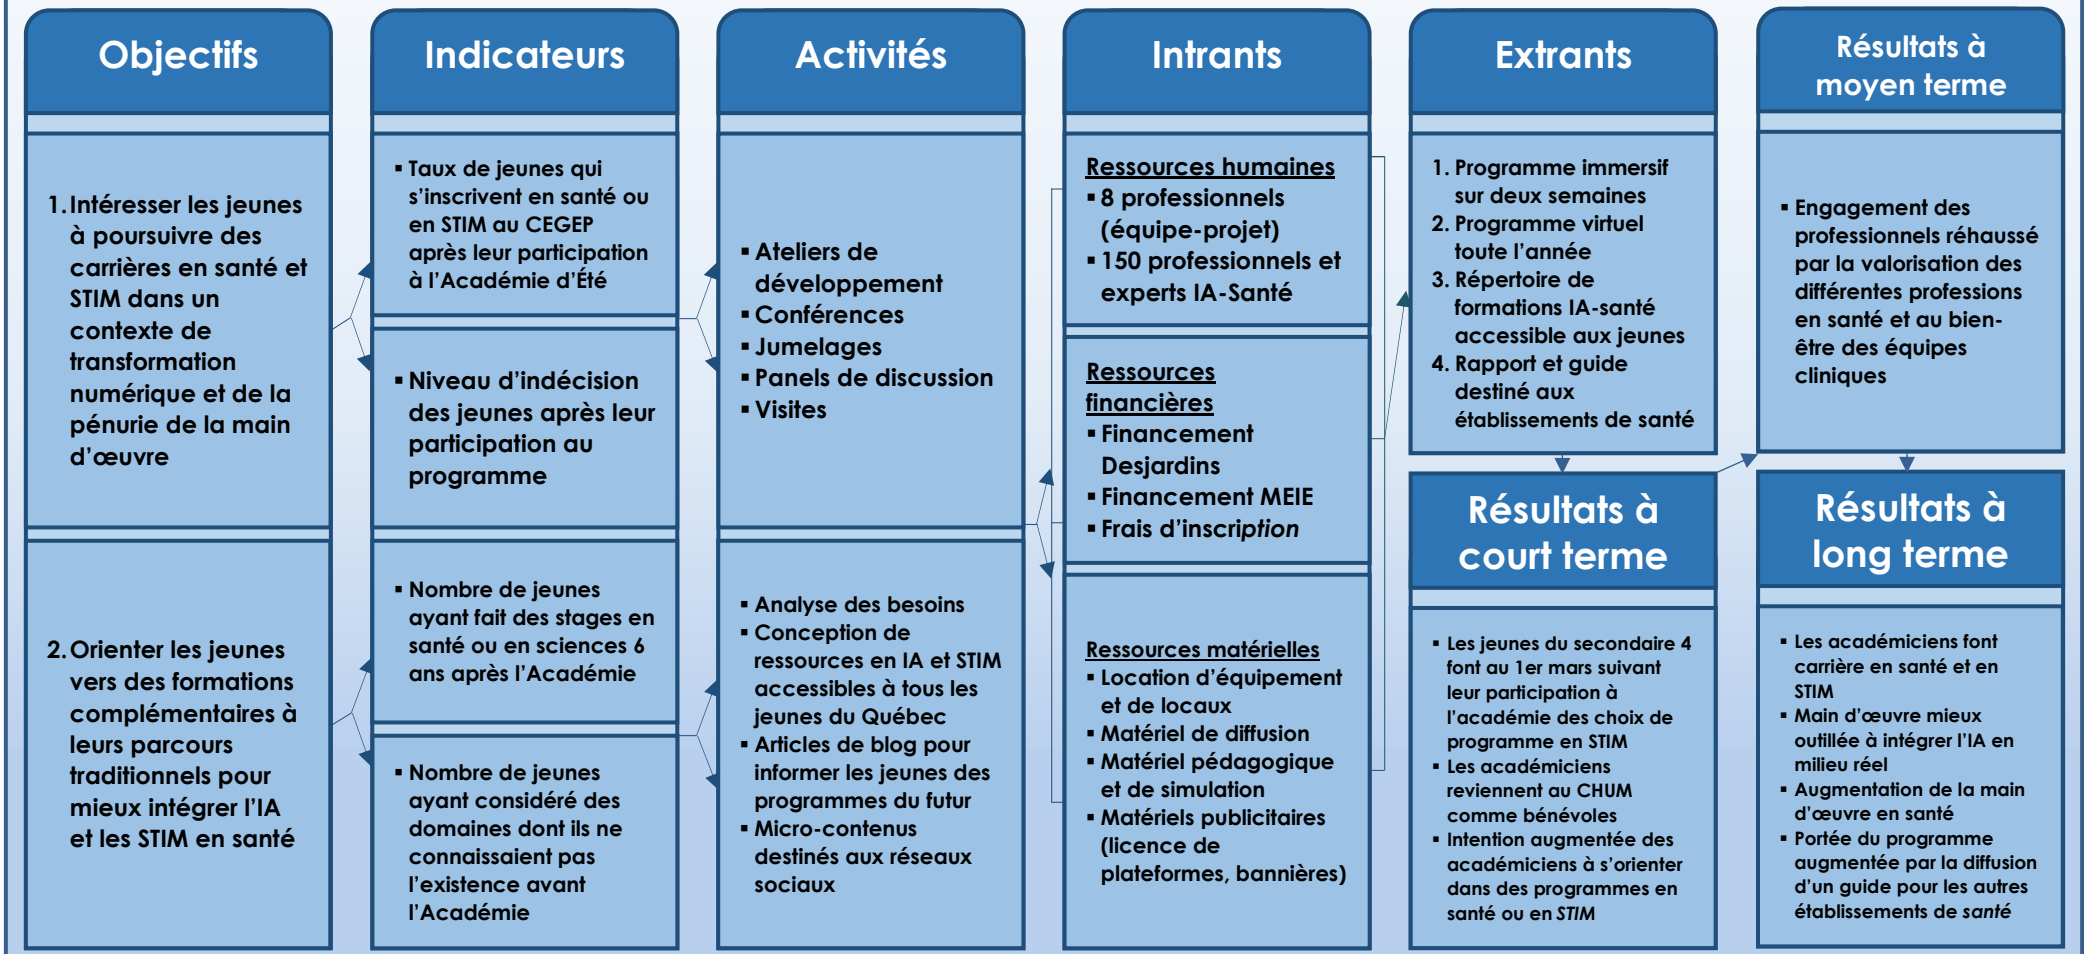 Objectifs
1. Intéresser les jeunes
à poursuivre des
carrières en santé et
STIM dans un
contexte de
transformation
numérique et de la
pénurie de la main
d’œuvre
2. Orienter les jeunes
vers des formations
complémentaires à
leurs parcours
traditionnels pour
mieux intégrer l’IA
et les STIM en santé
Indicateurs
▪ Taux de jeunes qui
s’inscrivent en santé ou
en STIM au CEGEP
après leur participation
à l’Académie d’Été
▪ Niveau d’indécision
des jeunes après leur
participation au
programme
▪ Nombre de jeunes
ayant fait des stages en
santé ou en sciences 6
ans après l’Académie
▪ Nombre de jeunes
ayant considéré des
domaines dont ils ne
connaissaient pas
l’existence avant
l’Académie
Activités
▪ Ateliers de
développement
▪ Conférences
▪ Jumelages
▪ Panels de discussion
▪ Visites
▪ Analyse des besoins
▪ Conception de
ressources en IA et STIM
accessibles à tous les
jeunes du Québec
▪ Articles de blog pour
informer les jeunes des
programmes du futur
▪ Micro-contenus
destinés aux réseaux
sociaux
Intrants
Ressources humaines
▪ 8 professionnels
(équipe-projet)
▪ 150 professionnels et
experts IA-Santé
Ressources
financières
▪ Financement
Desjardins
▪ Financement MEIE
▪ Frais d’inscription
Ressources matérielles
▪ Location d’équipement
et de locaux
▪ Matériel de diffusion
▪ Matériel pédagogique
et de simulation
▪ Matériels publicitaires
(licence de
plateformes, bannières)
Extrants
1. Programme immersif
sur deux semaines
2. Programme virtuel
toute l’année
3. Répertoire de
formations IA-santé
accessible aux jeunes
4. Rapport et guide
destiné aux
établissements de santé
Résultats à
court terme
▪ Les jeunes du secondaire 4
font au 1er mars suivant
leur participation à
l’académie des choix de
programme en STIM
▪ Les académiciens
reviennent au CHUM
comme bénévoles
▪ Intention augmentée des
académiciens à s’orienter
dans des programmes en
santé ou en STIM
Résultats à
moyen terme
▪ Engagement des
professionnels réhaussé
par la valorisation des
différentes professions
en santé et au bien-
être des équipes
cliniques
Résultats à
long terme
▪ Les académiciens font
carrière en santé et en
STIM
▪ Main d’œuvre mieux
outillée à intégrer l’IA en
milieu réel
▪ Augmentation de la main
d’œuvre en santé
▪ Portée du programme
augmentée par la diffusion
d’un guide pour les autres
établissements de santé